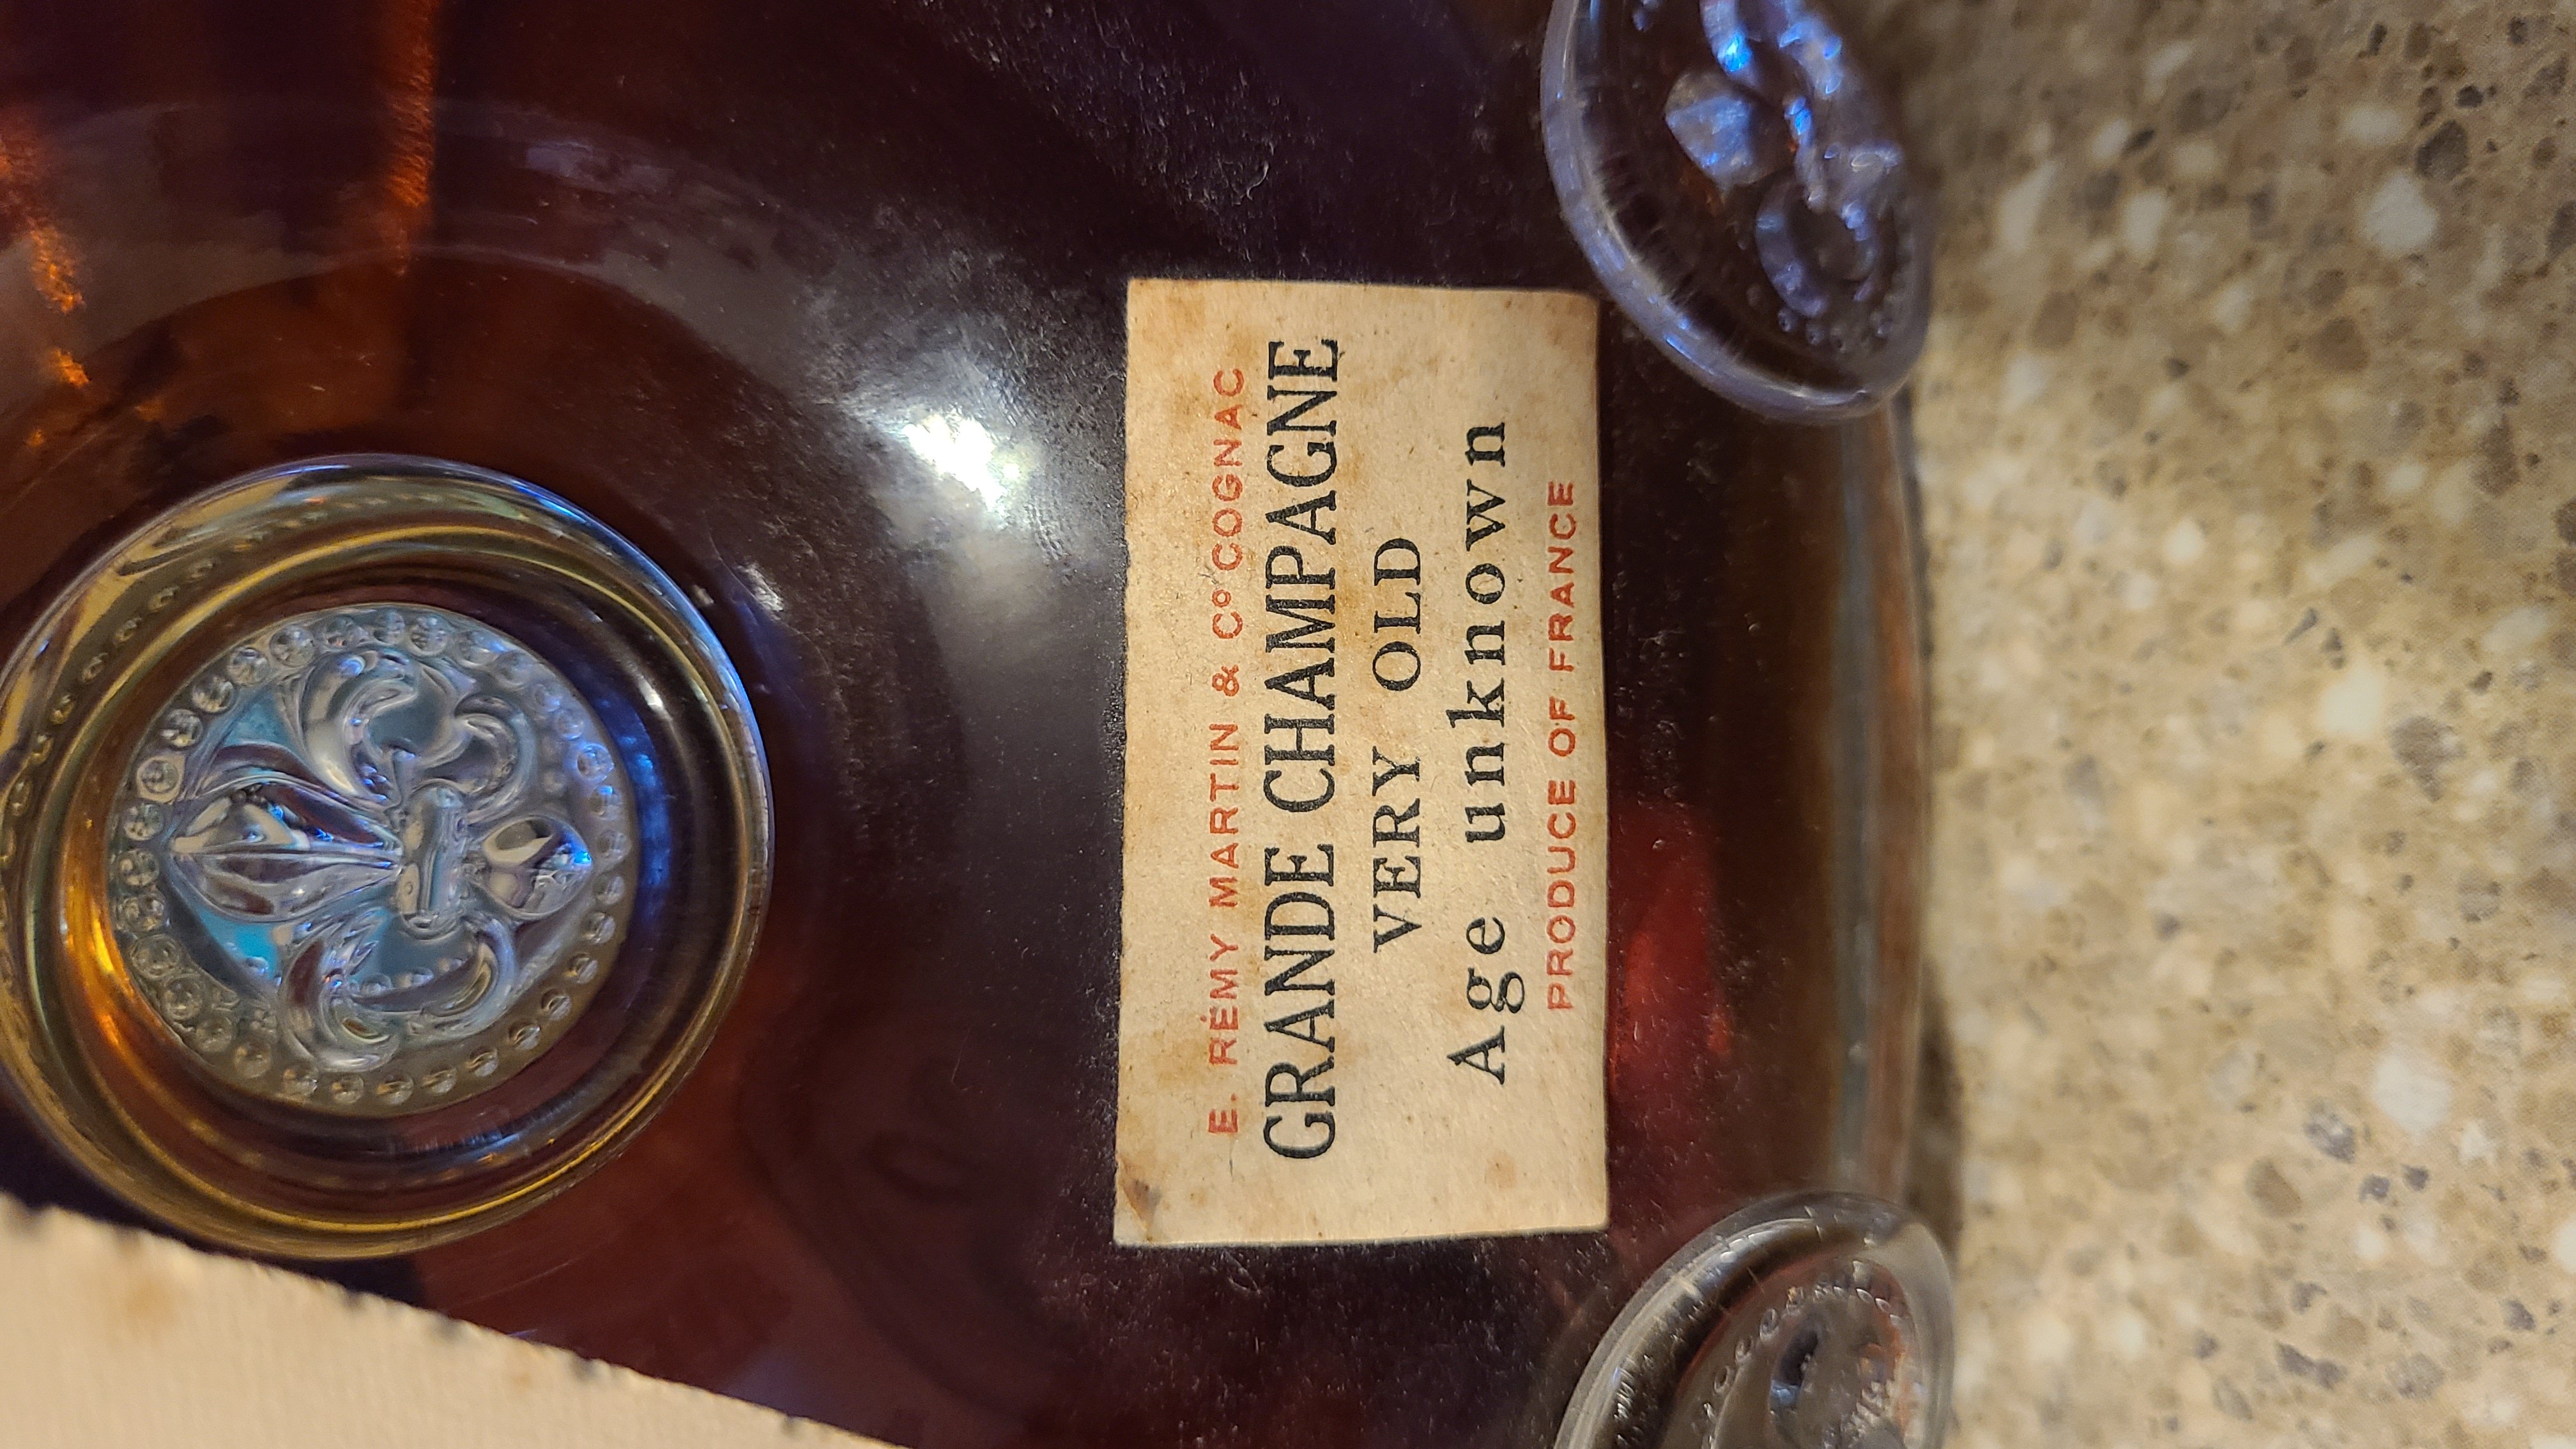 E. RÉMY MARTIN & Cº COGNAC
GRANDE CHAMPAGNE
VERY OLD
Age unknown
PRODUCE OF FRANCE